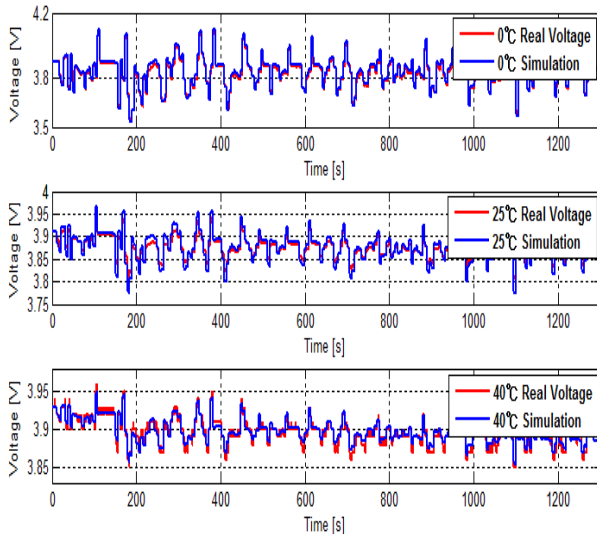 4.2
3.8
3.5
Voltage [V]
0℃ Real Voltage
0℃ Simulation
0 200 400 600 800 1000 1200
Time [s]
4
3.95
3.9
3.85
3.8
3.75
Voltage [V]
25℃ Real Voltage
25℃ Simulation
0 200 400 600 800 1000 1200
Time [s]
3.95
3.9
3.85
Voltage [V]
40℃ Real Voltage
40℃ Simulation
0 200 400 600 800 1000 1200
Time [s]